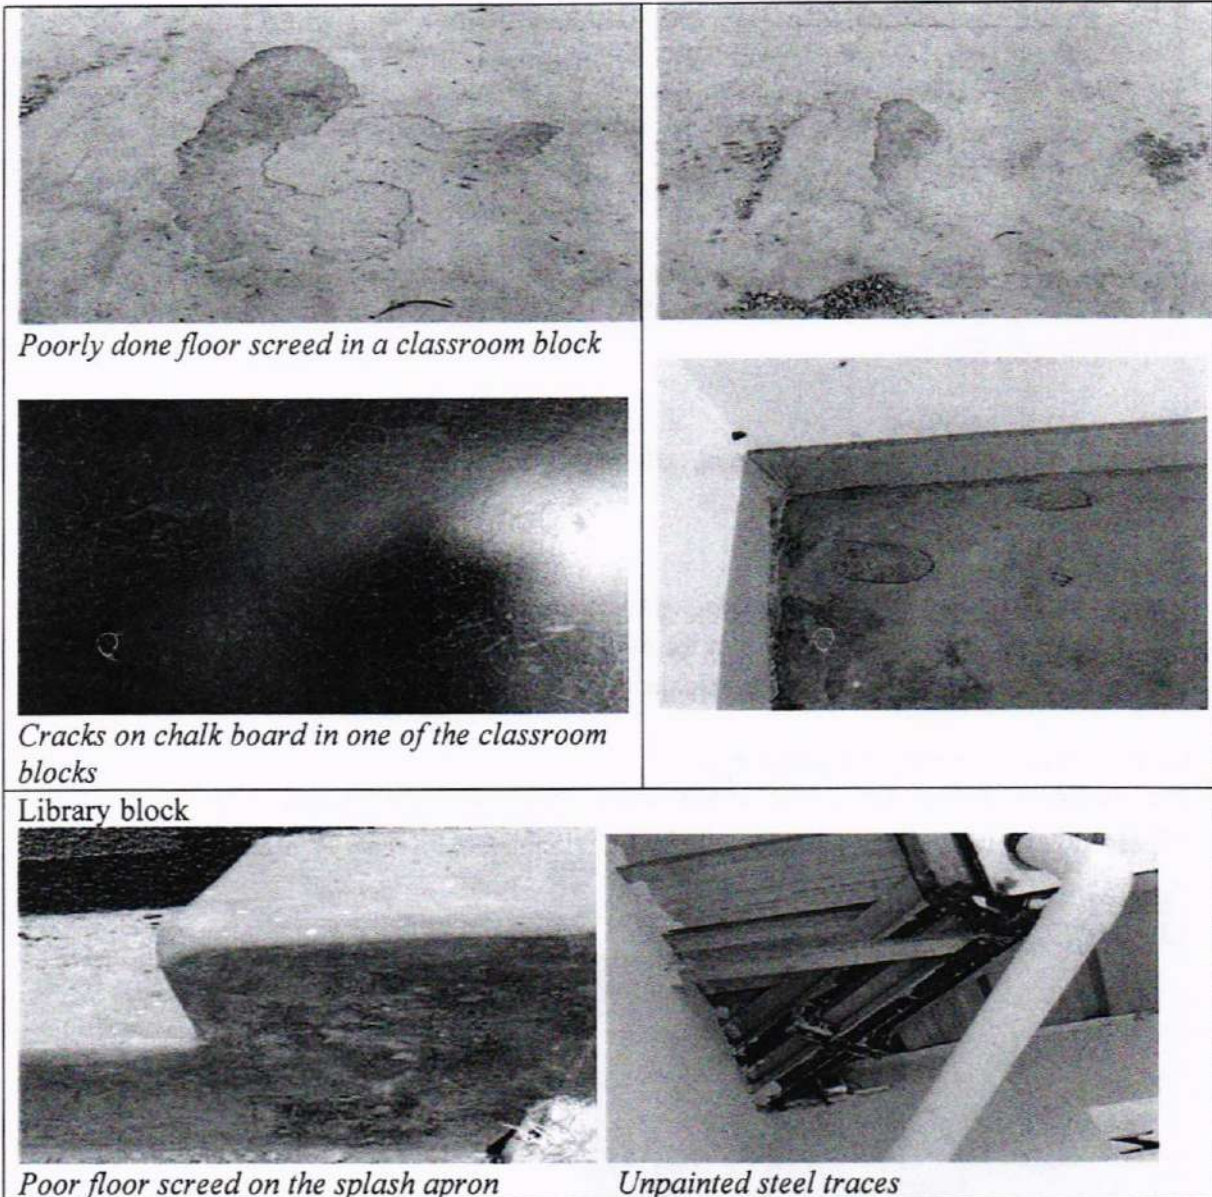 Poorly done floor screed in a classroom block
Cracks on chalk board in one of the classroom
blocks
Library block
Poor floor screed on the splash apron
Unpainted steel traces